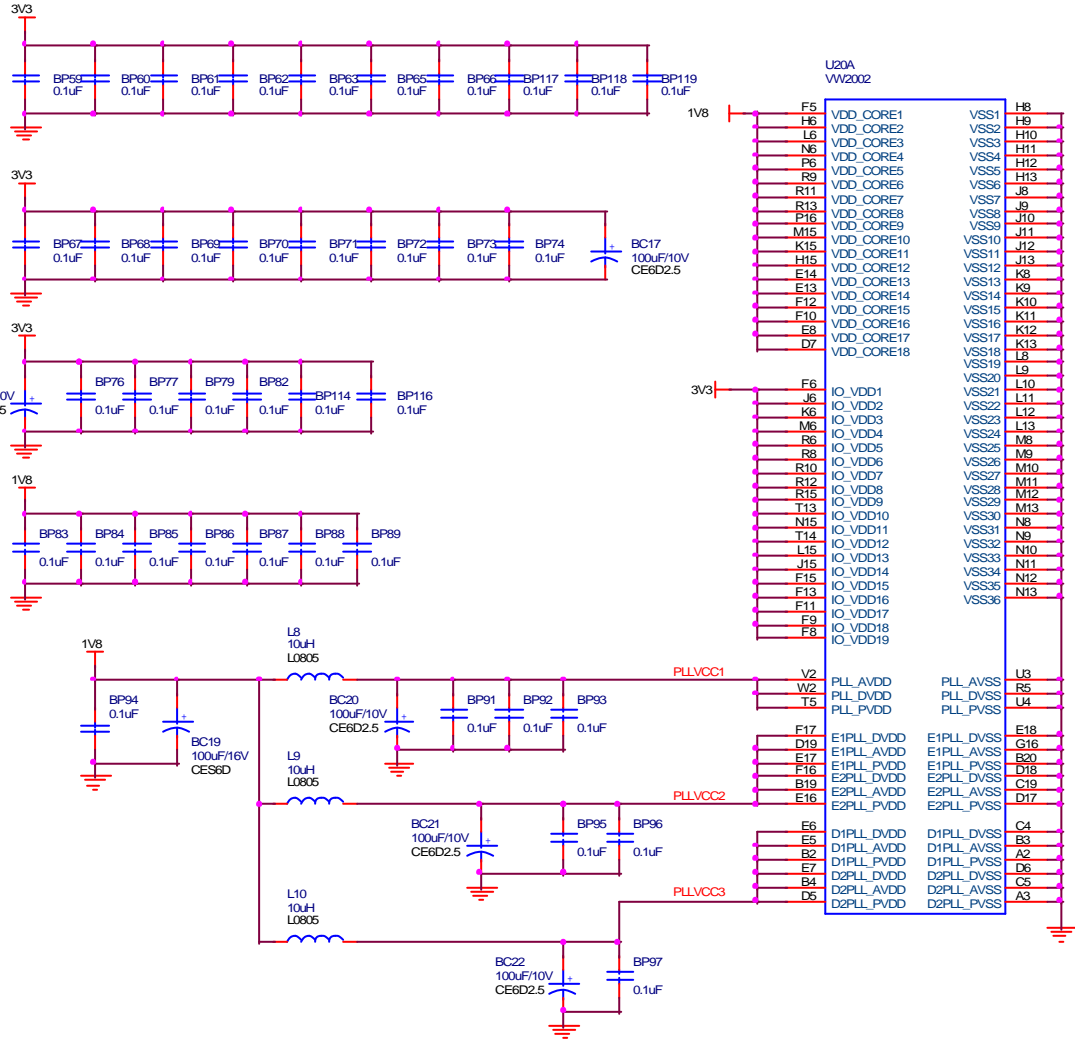 3V3
BP59
0.1uF
BP60
0.1uF
BP61
0.1uF
BP62
0.1uF
BP63
0.1uF
BP65
0.1uF
BP66
0.1uF
BP117
0.1uF
BP118
0.1uF
BP119
0.1uF
3V3
BP67
0.1uF
BP68
0.1uF
BP69
0.1uF
BP70
0.1uF
BP71
0.1uF
BP72
0.1uF
BP73
0.1uF
BP74
0.1uF
BC17
100uF/10V
CE6D2.5
3V3
0V
5
BP76
0.1uF
BP77
0.1uF
BP79
0.1uF
BP82
0.1uF
BP114
0.1uF
BP116
0.1uF
1V8
BP83
0.1uF
BP84
0.1uF
BP85
0.1uF
BP86
0.1uF
BP87
0.1uF
BP88
0.1uF
BP89
0.1uF
1V8
BP94
0.1uF
BC19
100uF/16V
CES6D
L8
10uH
L0805
BC20
100uF/10V
CE6D2.5
BP91
0.1uF
BP92
0.1uF
BP93
0.1uF
PLLVCC1
L9
10uH
L0805
BC21
100uF/10V
CE6D2.5
BP95
0.1uF
BP96
0.1uF
PLLVCC2
L10
10uH
L0805
BC22
100uF/10V
CE6D2.5
BP97
0.1uF
PLLVCC3
U20A
VW2002
1V8
F5 VDD_CORE1 VSS1 H8
H6 VDD_CORE2 VSS2 H9
L6 VDD_CORE3 VSS3 H10
N6 VDD_CORE4 VSS4 H11
P6 VDD_CORE5 VSS5 H12
R9 VDD_CORE6 VSS6 H13
R11 VDD_CORE7 VSS7 J8
R13 VDD_CORE8 VSS8 J9
P16 VDD_CORE9 VSS9 J10
M15 VDD_CORE10 VSS10 J11
K15 VDD_CORE11 VSS11 J12
H15 VDD_CORE12 VSS12 J13
E14 VDD_CORE13 VSS13 K8
E13 VDD_CORE14 VSS14 K9
F12 VDD_CORE15 VSS15 K10
F10 VDD_CORE16 VSS16 K11
E8 VDD_CORE17 VSS17 K12
D7 VDD_CORE18 VSS18 K13
VSS19 L8
VSS20 L9
3V3
F6 IO_VDD1 VSS21 L10
J6 IO_VDD2 VSS22 L11
K6 IO_VDD3 VSS23 L12
M6 IO_VDD4 VSS24 L13
R6 IO_VDD5 VSS25 M8
R8 IO_VDD6 VSS26 M9
R10 IO_VDD7 VSS27 M10
R12 IO_VDD8 VSS28 M11
R15 IO_VDD9 VSS29 M12
T13 IO_VDD10 VSS30 M13
N15 IO_VDD11 VSS31 N8
T14 IO_VDD12 VSS32 N9
L15 IO_VDD13 VSS33 N10
J15 IO_VDD14 VSS34 N11
F15 IO_VDD15 VSS35 N12
F13 IO_VDD16 VSS36 N13
F11 IO_VDD17
F9 IO_VDD18
F8 IO_VDD19
V2 PLL_AVDD PLL_AVSS U3
W2 PLL_DVDD PLL_DVSS R5
T5 PLL_PVDD PLL_PVSS U4
F17 E1PLL_DVDD E1PLL_DVSS E18
D19 E1PLL_AVDD E1PLL_AVSS G16
E17 E1PLL_PVDD E1PLL_PVSS B20
F16 E2PLL_DVDD E2PLL_DVSS D18
B19 E2PLL_AVDD E2PLL_AVSS C19
E16 E2PLL_PVDD E2PLL_PVSS D17
E6 D1PLL_DVDD D1PLL_DVSS C4
E5 D1PLL_AVDD D1PLL_AVSS B3
B2 D1PLL_PVDD D1PLL_PVSS A2
E7 D2PLL_DVDD D2PLL_DVSS D6
B4 D2PLL_AVDD D2PLL_AVSS C5
D5 D2PLL_PVDD D2PLL_PVSS A3